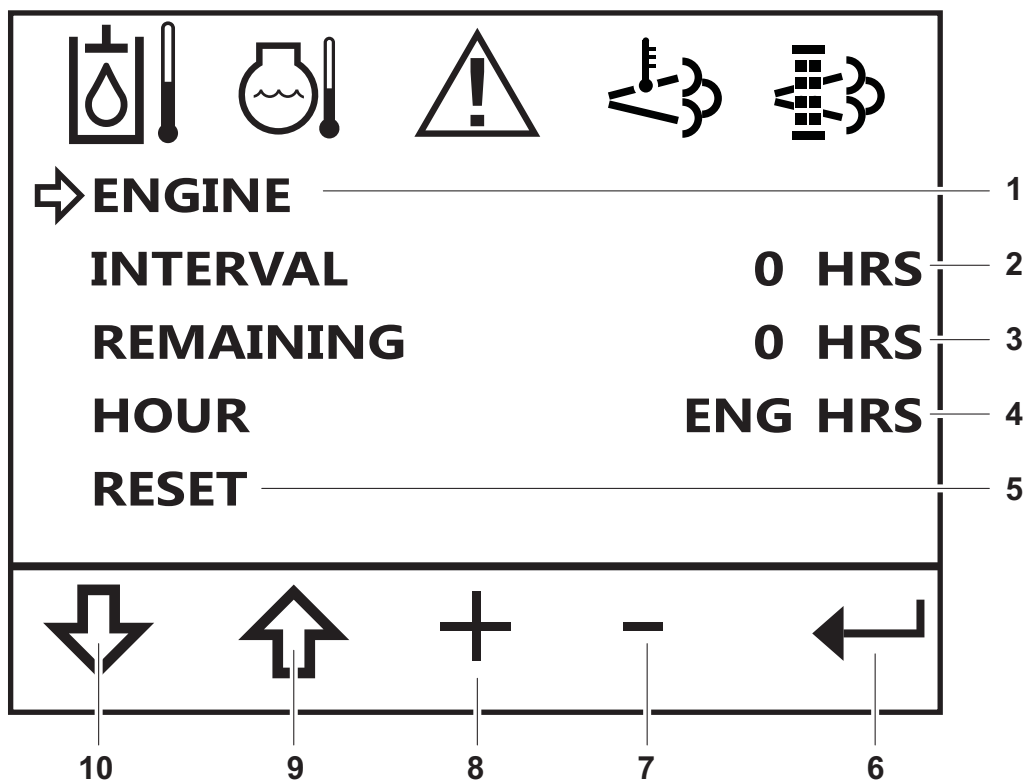 ENGINE 1
INTERVAL 0 HRS 2
REMAINING 0 HRS 3
HOUR ENG HRS 4
RESET 5
10 9 8 7 6